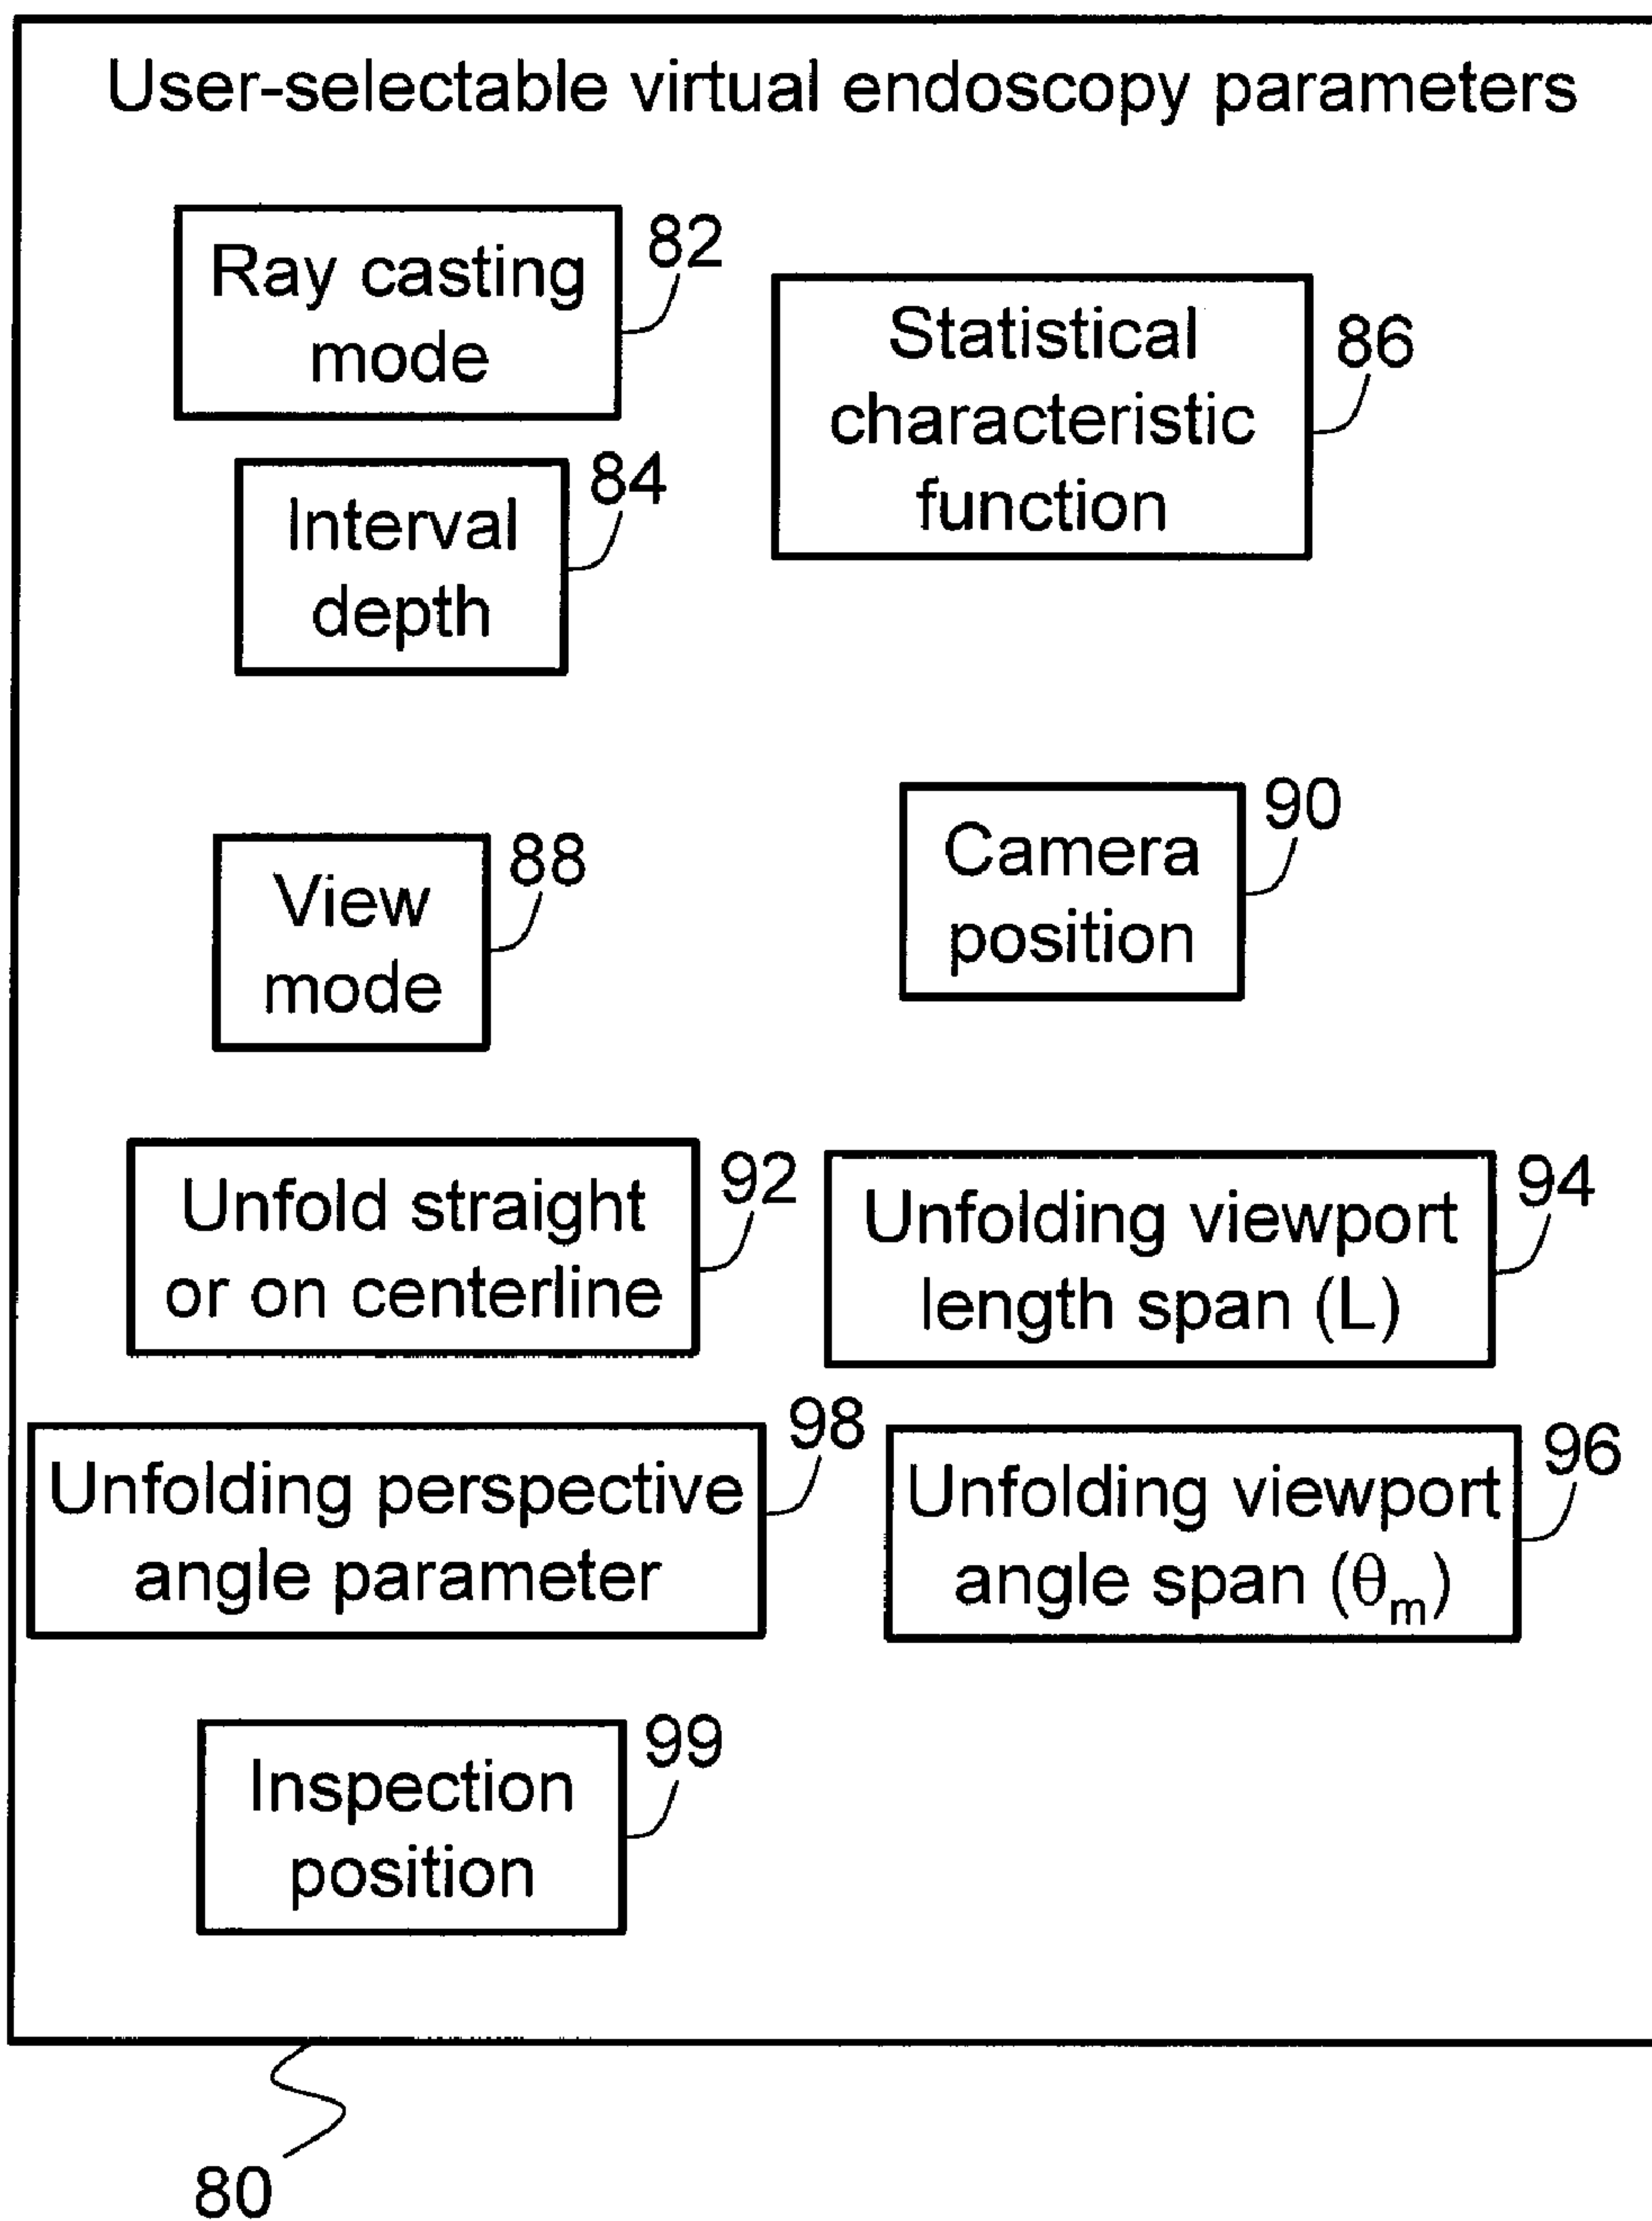 User-selectable virtual endoscopy parameters
Ray casting
mode
82
Statistical
characteristic
function
86
Interval
depth
84
View
mode
88
Camera
position
90
Unfold straight
or on centerline
92
Unfolding viewport
length span (L)
94
Unfolding perspective
angle parameter
98
Unfolding viewport
angle span (θm)
96
Inspection
position
99
80